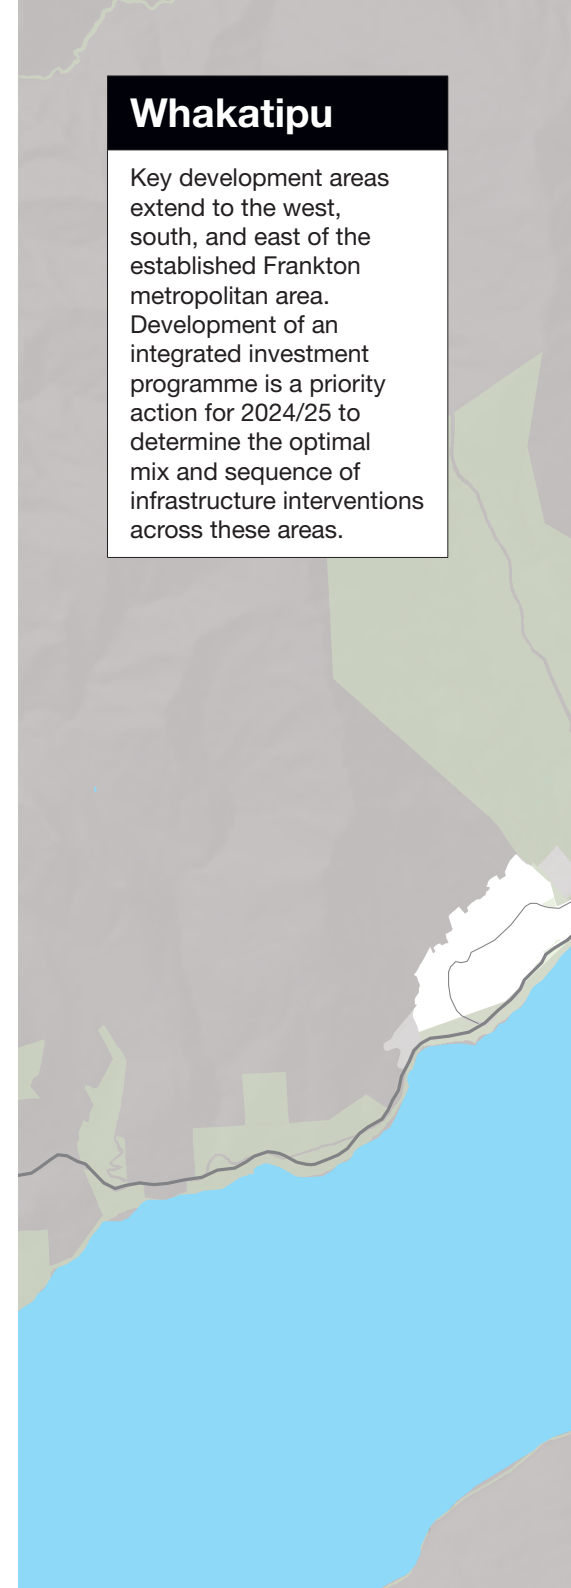 Whakatipu
Key development areas
extend to the west,
south, and east of the
established Frankton
metropolitan area.
Development of an
integrated investment
programme is a priority
action for 2024/25 to
determine the optimal
mix and sequence of
infrastructure interventions
across these areas.